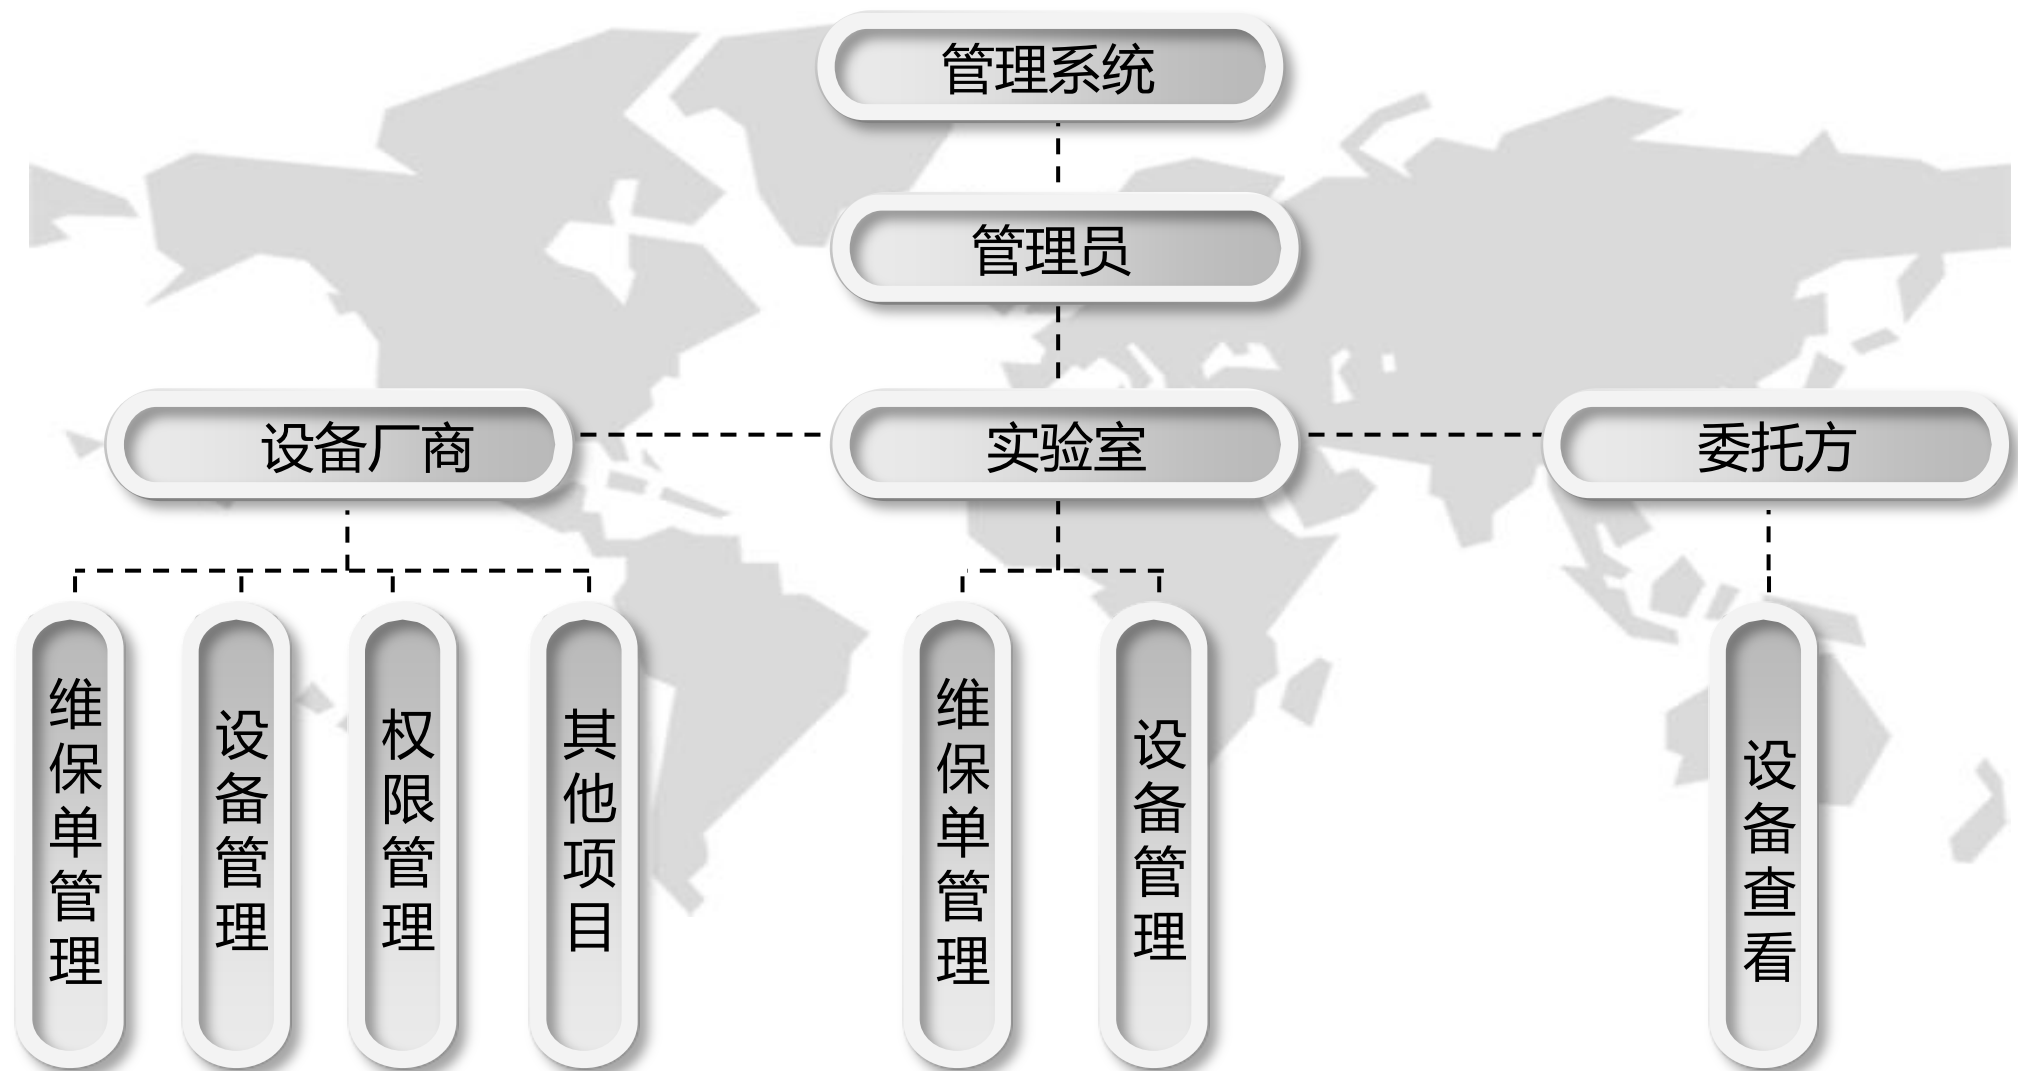 管理系统
管理员
设备厂商
实验室
委托方
维保单管理
设备管理
权限管理
其他项目
维保单管理
设备管理
设备查看